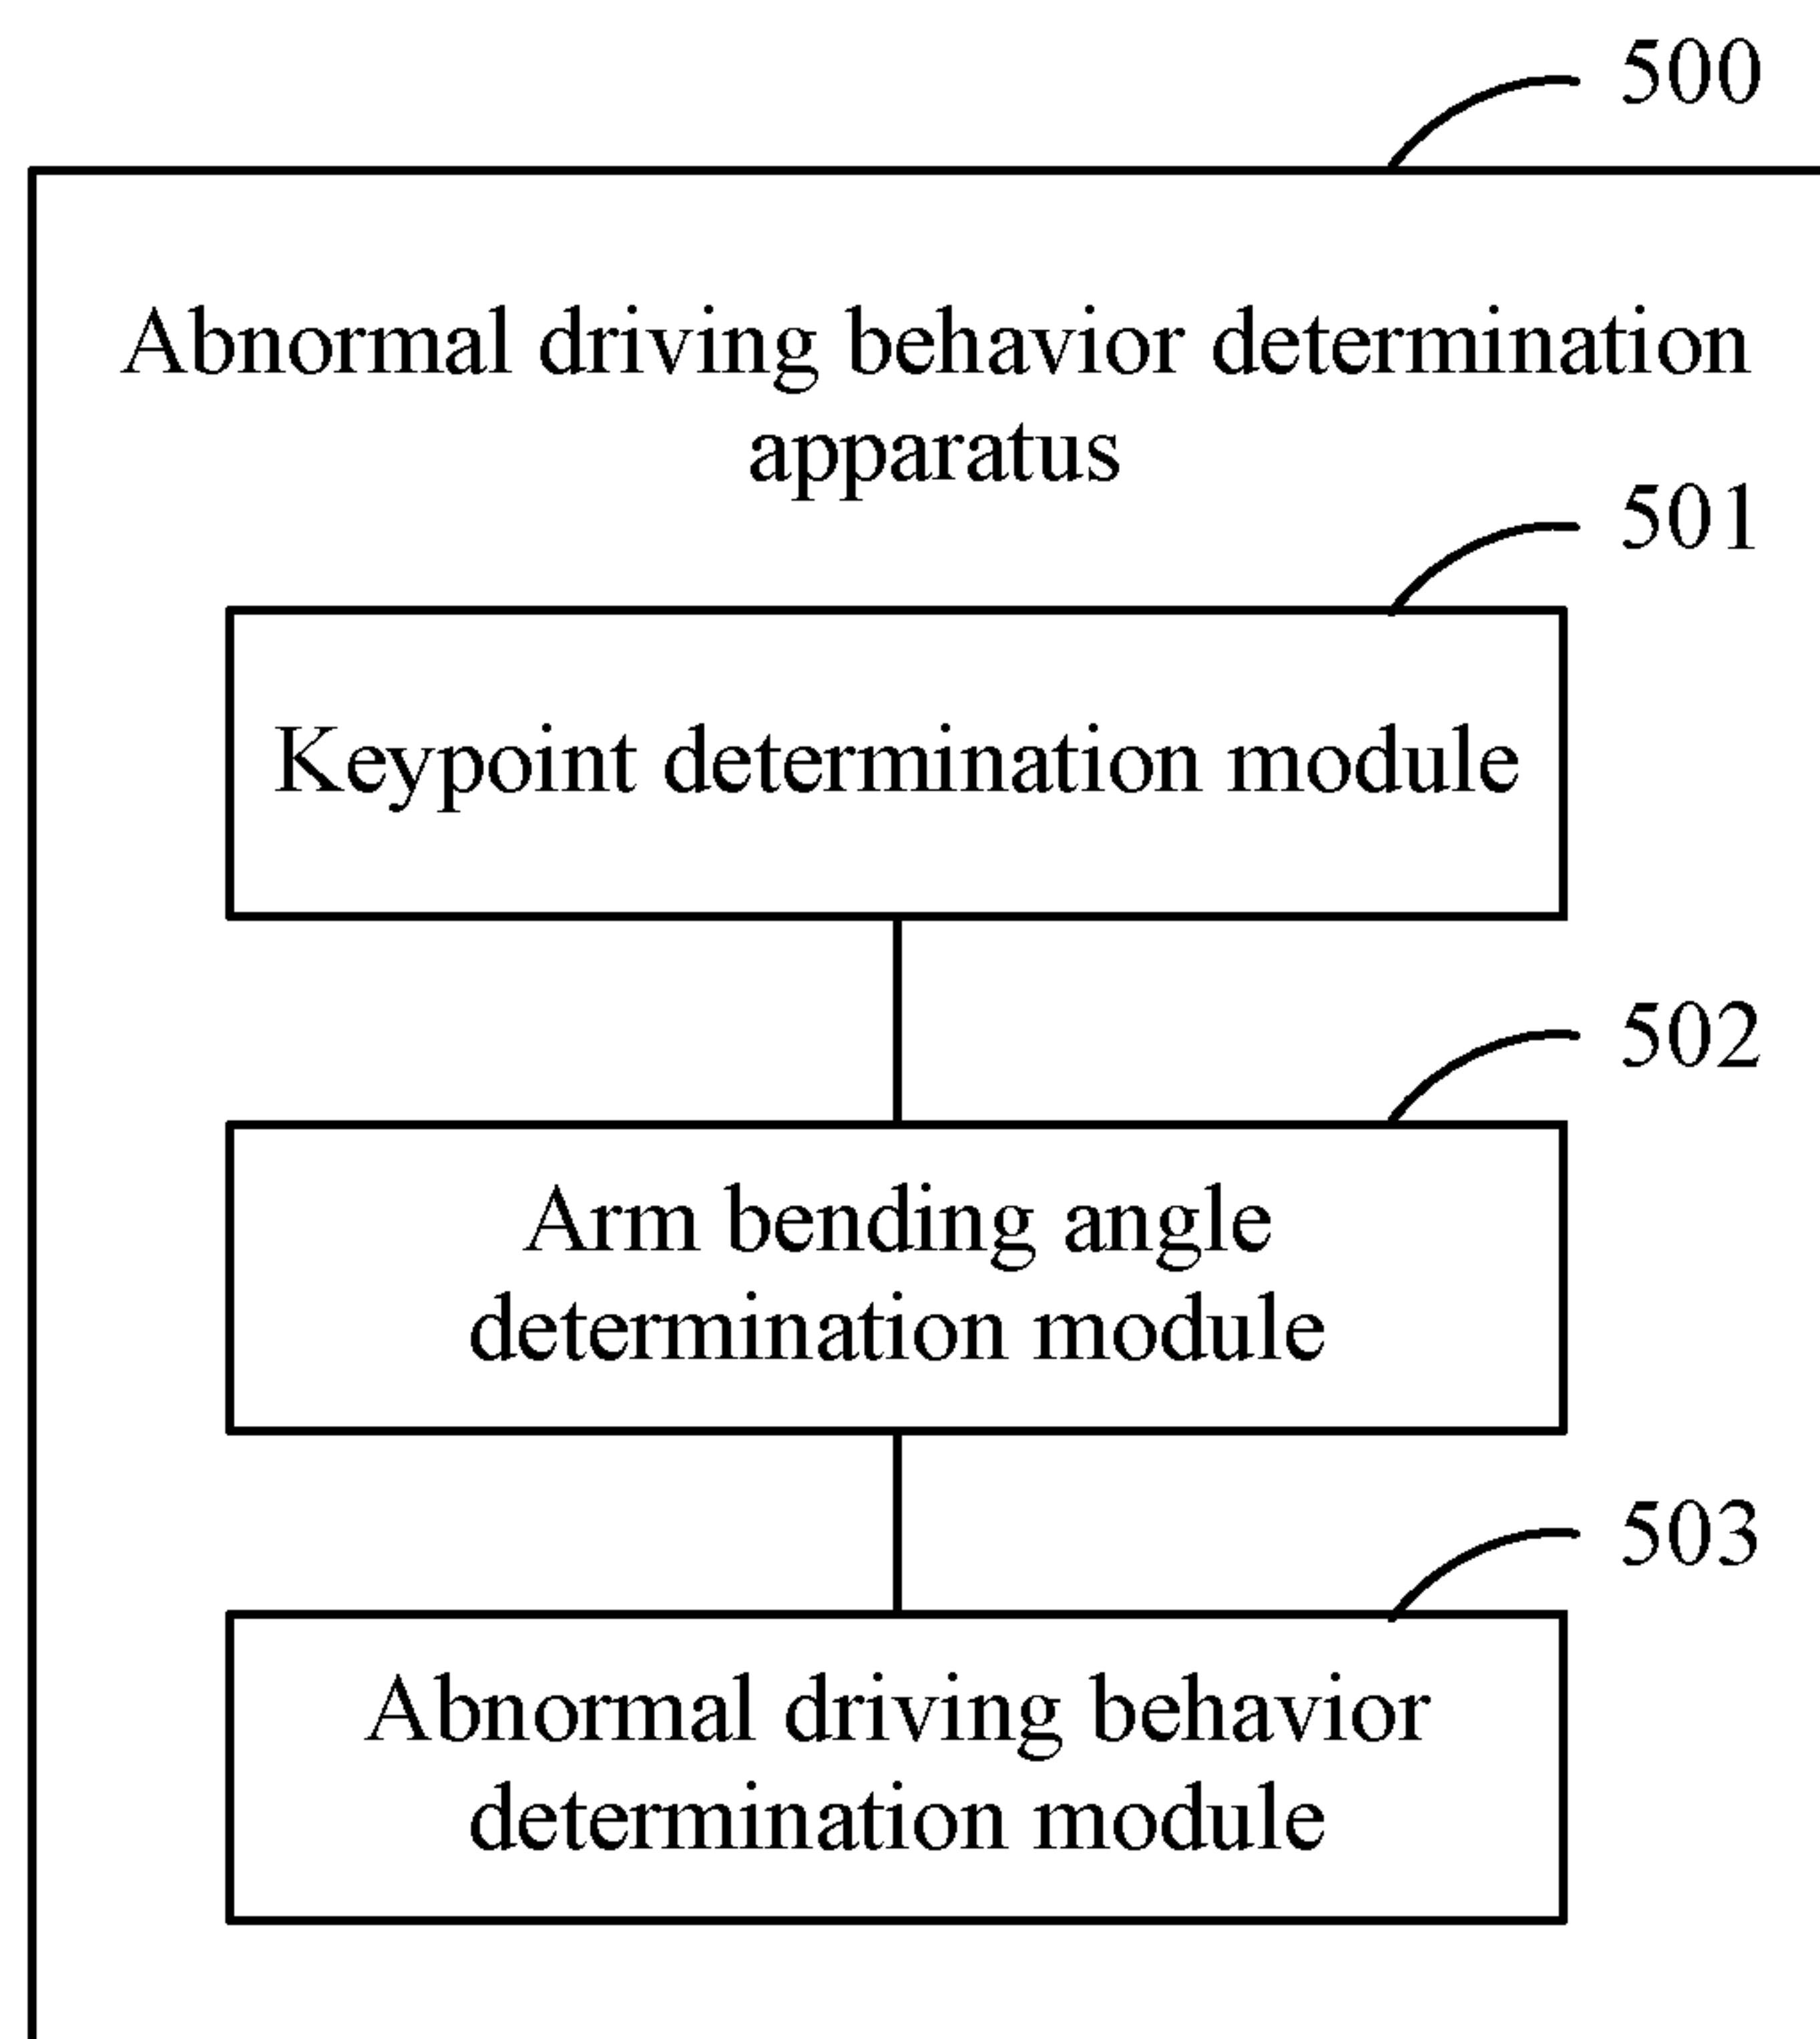 500
Abnormal driving behavior determination
apparatus
501
Keypoint determination module
502
Arm bending angle
determination module
503
Abnormal driving behavior
determination module